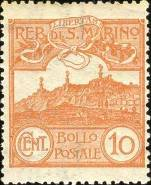 LIBERTAS
REP. DI S. MARINO
CENT. BOLLO 10
POSTALE